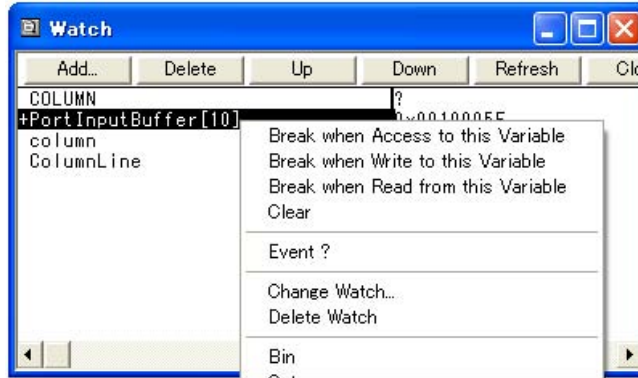 Watch
Add... Delete Up Down Refresh
COLUMN ?
+PortInputBuffer[10] 0x0010005E
column
ColumnLine
Break when Access to this Variable
Break when Write to this Variable
Break when Read from this Variable
Clear
Event ?
Change Watch...
Delete Watch
Bin